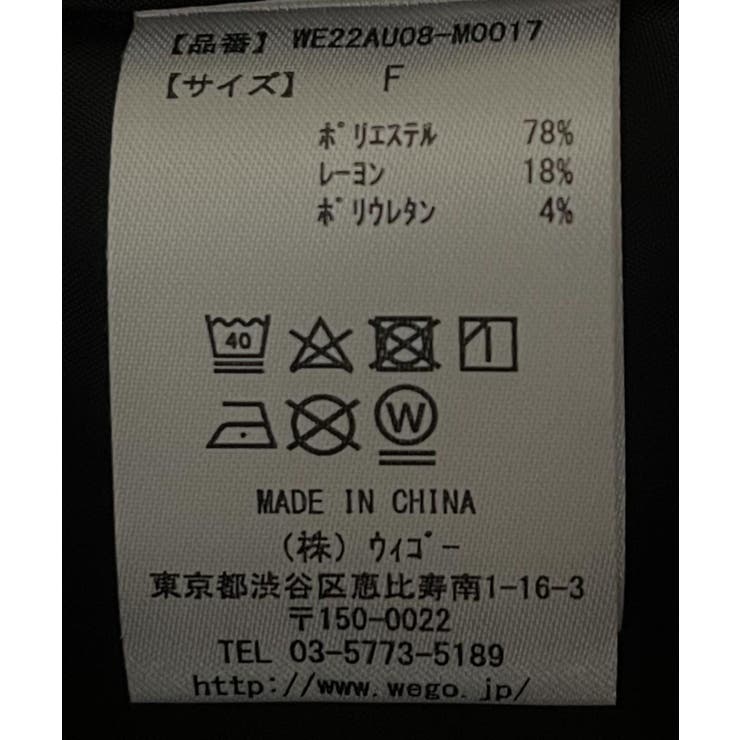 【品番】 WE22AU08-M0017
【サイズ】 F
ﾎﾟﾘｴｽﾃﾙ 78%
ﾚｰﾖﾝ 18%
ﾎﾟﾘｳﾚﾀﾝ 4%
40
W
MADE IN CHINA
(株) ｳｨｺﾞｰ
東京都渋谷区恵比寿南1-16-3
〒150-0022
TEL 03-5773-5189
http://www.wego.jp/